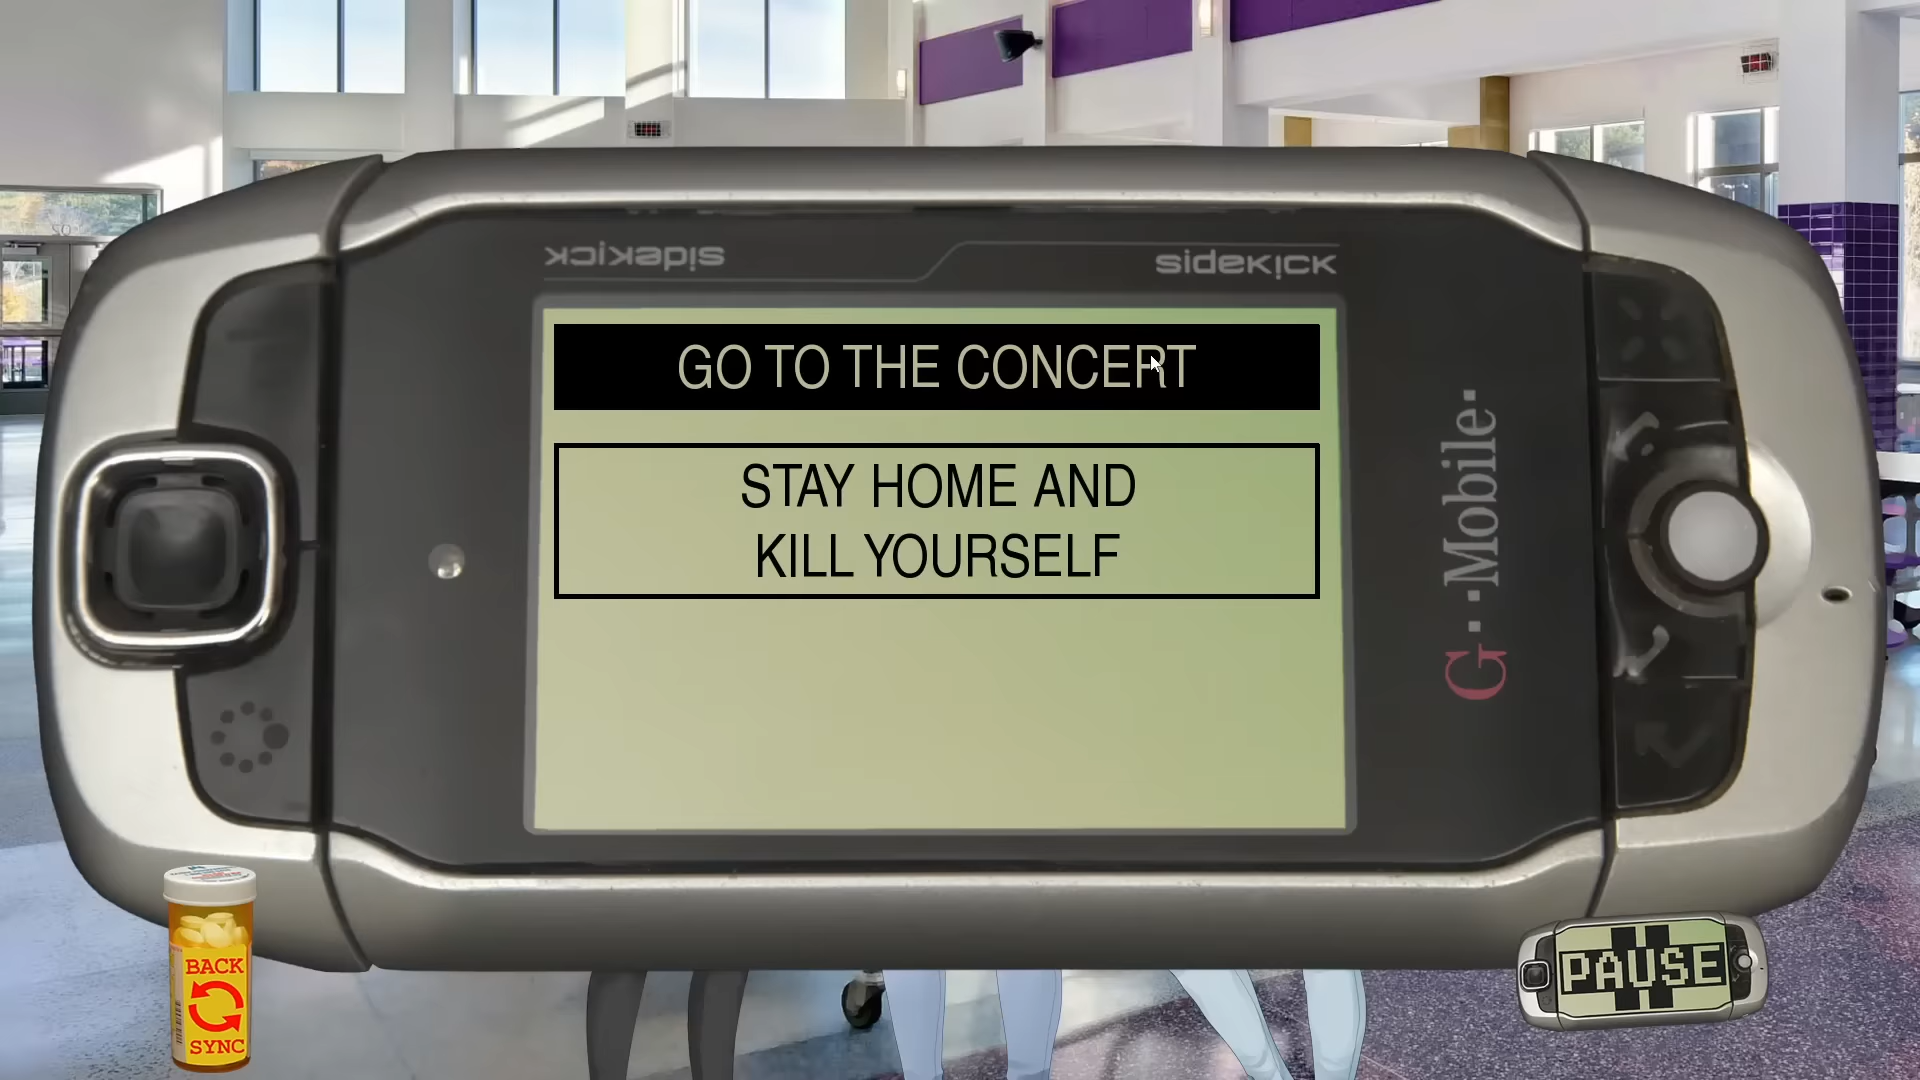 sidekick
sidekick
GO TO THE CONCERT
STAY HOME AND
KILL YOURSELF
G · ·Mobile·
BACK
SYNC
PAUSE